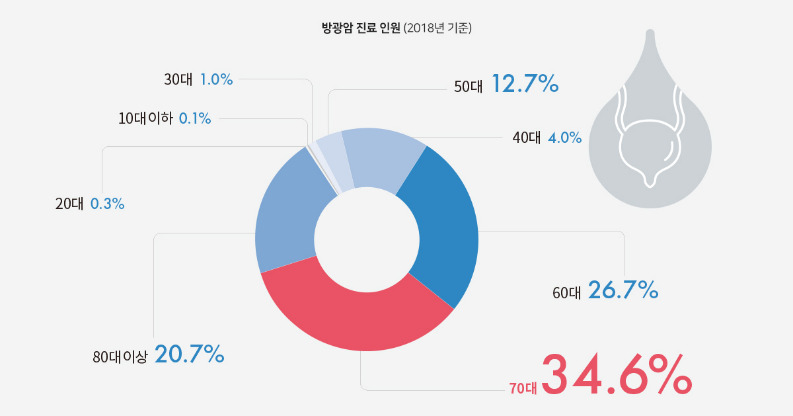 방광암 진료 인원 (2018년 기준)
30대 1.0%
50대 12.7%
10대이하 0.1%
40대 4.0%
20대 0.3%
60대 26.7%
80대이상 20.7%
70대 34.6%